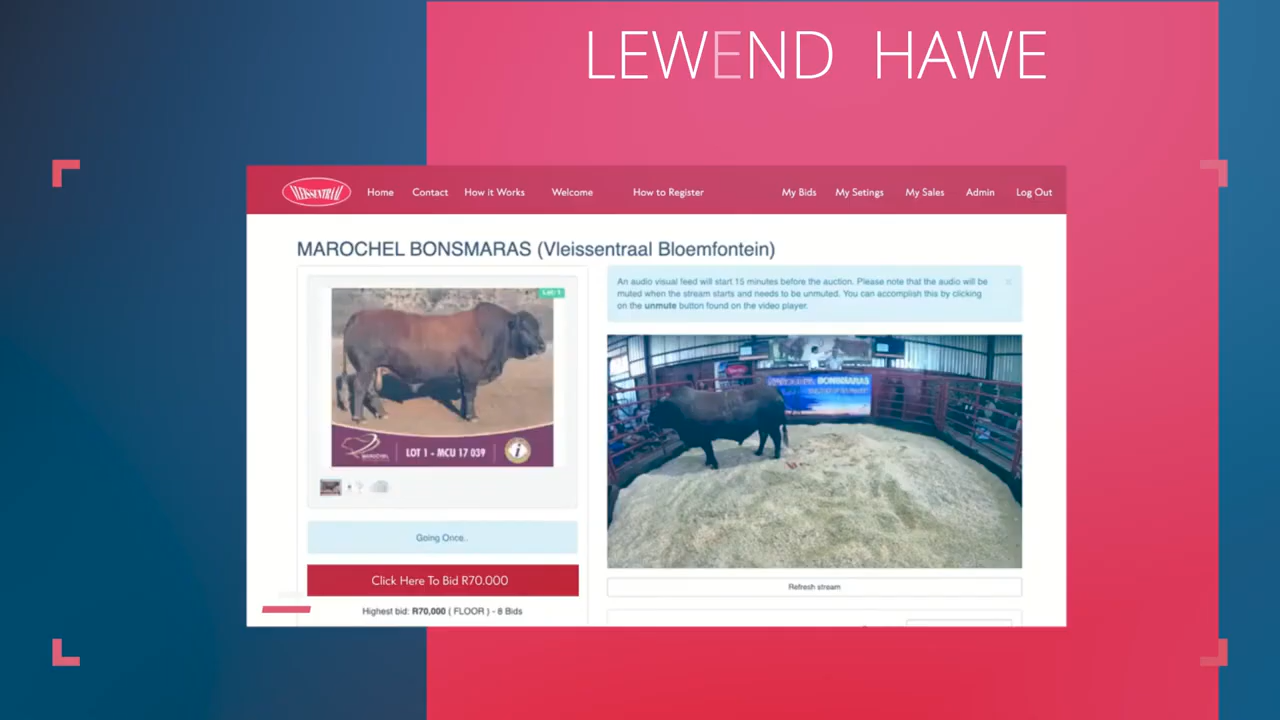 LEWEND HAWE
VLEISSENTRAAL
Home Contact How it Works Welcome How to Register My Bids My Setings My Sales Admin Log Out
MAROCHEL BONSMARAS (Vleissentraal Bloemfontein)
Lot: 1
MAROCHEL
LOT 1 - MCU 17 039
i
Going Once..
Click Here To Bid R70.000
Highest bid: R70,000 ( FLOOR ) - 8 Bids
An audio visual feed will start 15 minutes before the auction. Please note that the audio will be
muted when the stream starts and needs to be unmuted. You can accomplish this by clicking
on the unmute button found on the video player.
×
MAROCHEL BONSMARAS
Refresh stream